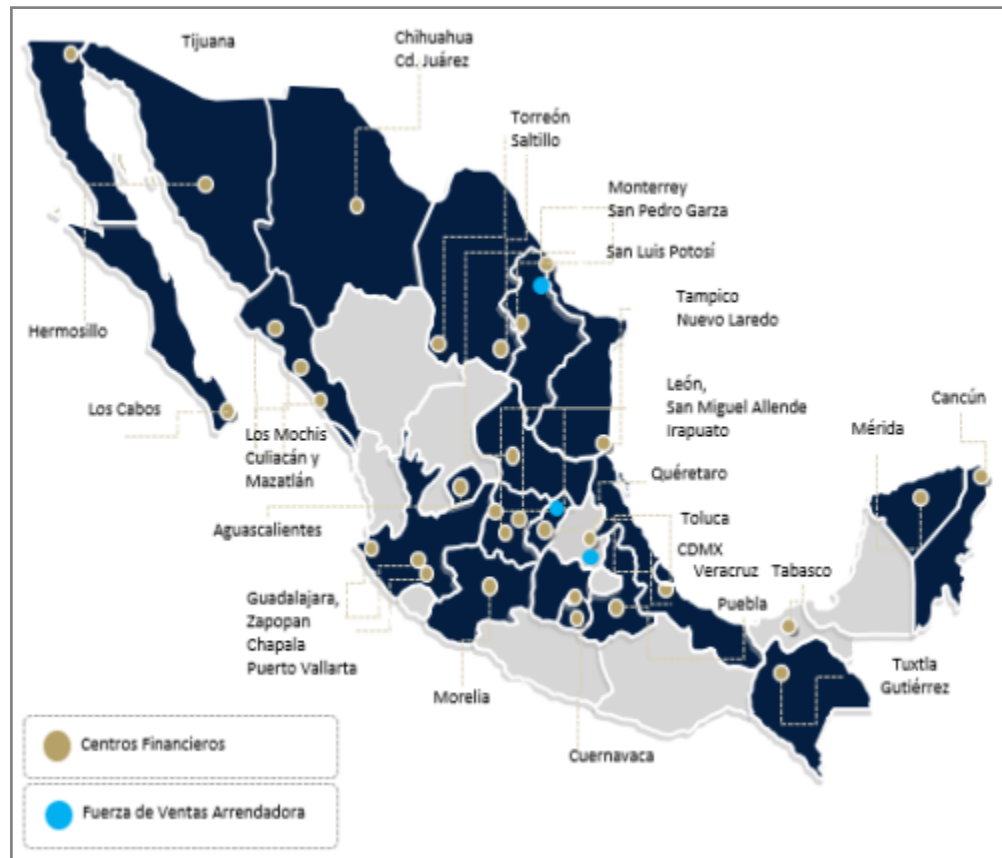 Tijuana
Chihuahua
Cd. Juárez
Torreón
Saltillo
Monterrey
San Pedro Garza
San Luis Potosí
Tampico
Nuevo Laredo
Hermosillo
León,
San Miguel Allende
Irapuato
Cancún
Mérida
Los Cabos
Los Mochis
Culiacán y
Mazatlán
Quéretaro
Aguascalientes
Toluca
CDMX
Veracruz
Tabasco
Puebla
Guadalajara,
Zapopan
Chapala
Puerto Vallarta
Morelia
Tuxtla
Gutiérrez
Cuernavaca
Centros Financieros
Fuerza de Ventas Arrendadora